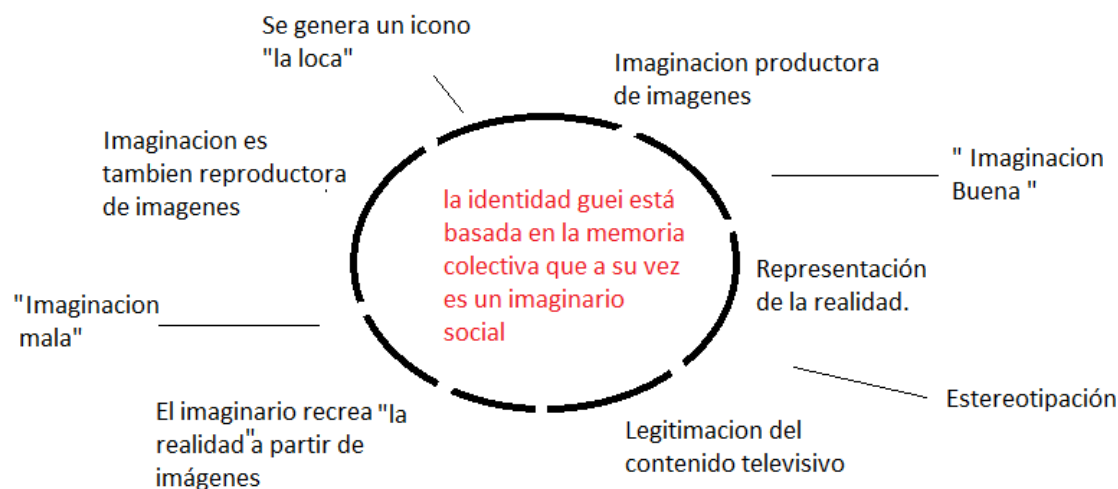 Se genera un icono
"la loca"
Imaginacion productora
de imagenes
Imaginacion es
tambien reproductora
de imagenes
" Imaginacion
Buena "
la identidad guei está
basada en la memoria
colectiva que a su vez
es un imaginario
social
Representación
de la realidad.
"Imaginacion
mala"
Estereotipación
El imaginario recrea "la
realidad" a partir de
imágenes
Legitimacion del
contenido televisivo